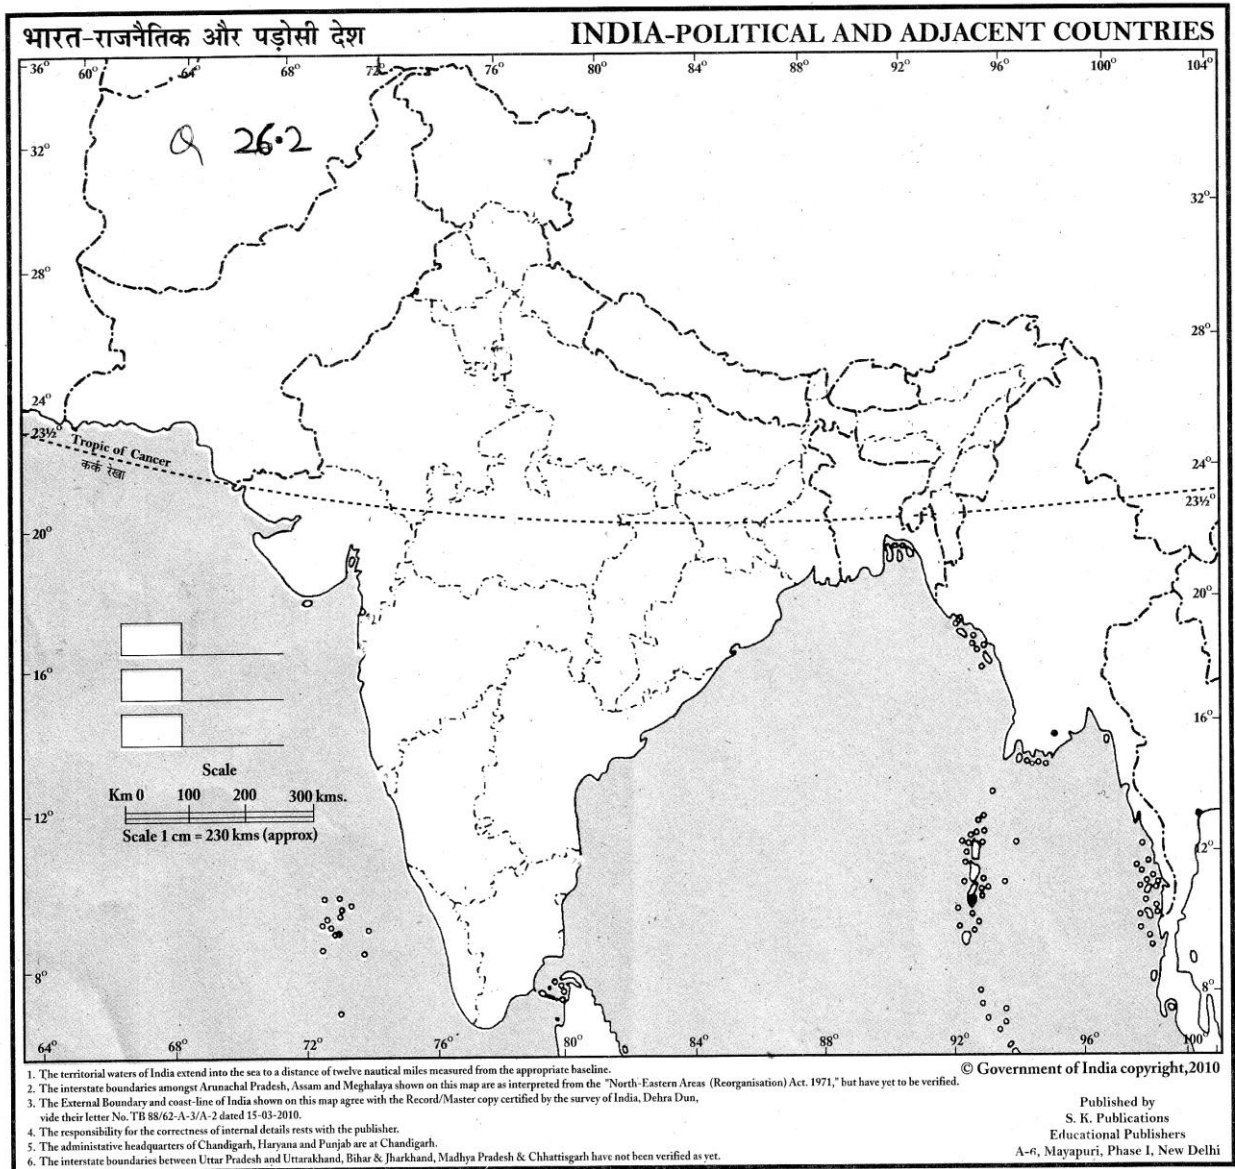 भारत-राजनैतिक और पड़ोसी देश
INDIA-POLITICAL AND ADJACENT COUNTRIES
36° 60° 64° 68° 72° 76° 80° 84° 88° 92° 96° 100° 104°
Q 26.2
32°
32°
28°
28°
24°
23½° Tropic of Cancer
कर्क रेखा
24°
23½°
20°
20°
16°
16°
Scale
Km 0 100 200 300 kms.
Scale 1 cm = 230 kms (approx)
12°
12°
8°
8°
64° 68° 72° 76° 80° 84° 88° 92° 96° 100°
1. The territorial waters of India extend into the sea to a distance of twelve nautical miles measured from the appropriate baseline.
© Government of India copyright,2010
2. The interstate boundaries amongst Arunachal Pradesh, Assam and Meghalaya shown on this map are as interpreted from the "North-Eastern Areas (Reorganisation) Act. 1971," but have yet to be verified.
3. The External Boundary and coast-line of India shown on this map agree with the Record/Master copy certified by the survey of India, Dehra Dun,
vide their letter No. TB 88/62-A-3/A-2 dated 15-03-2010.
4. The responsibility for the correctness of internal details rests with the publisher.
5. The administative headquarters of Chandigarh, Haryana and Punjab are at Chandigarh.
6. The interstate boundaries between Uttar Pradesh and Uttarakhand, Bihar & Jharkhand, Madhya Pradesh & Chhattisgarh have not been verified as yet.
Published by
S. K. Publications
Educational Publishers
A-6, Mayapuri, Phase I, New Delhi